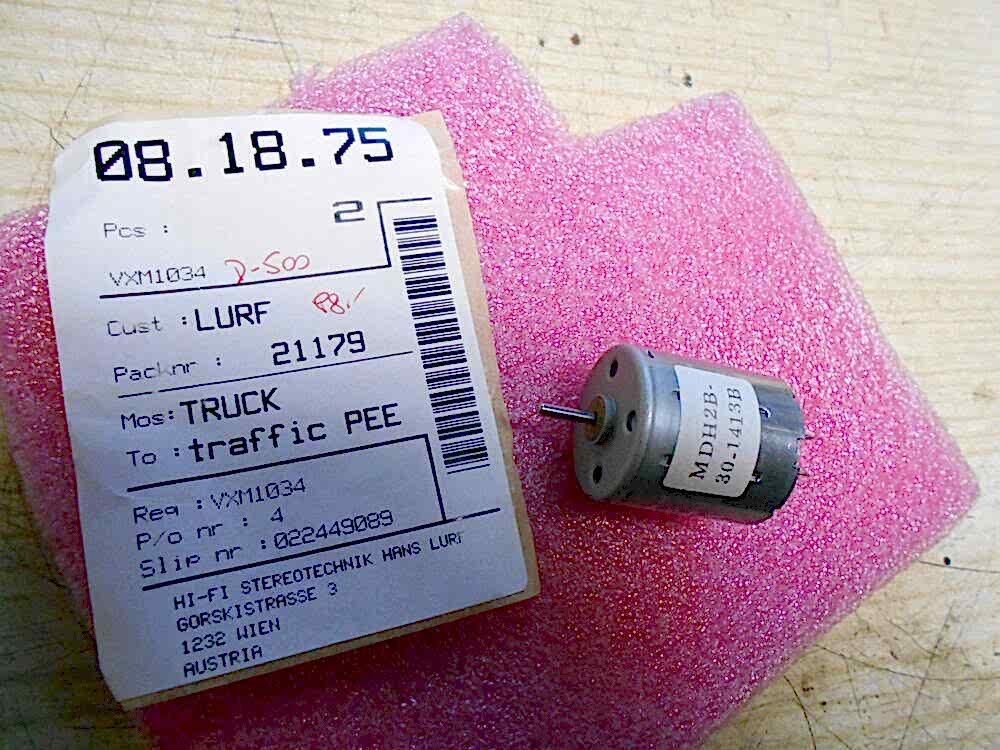 08.18.75
Pcs : 2
VXM1034 D-500
Cust :LURF
Packnr : 21179
Mos:TRUCK
To :traffic PEE
Req :VXM1034
P/o nr : 4
Slip nr :022449089
HI-FI STEREOTECHNIK HANS LURF
GORSKISTRASSE 3
1232 WIEN
AUSTRIA
MDH2B-
30-1413B